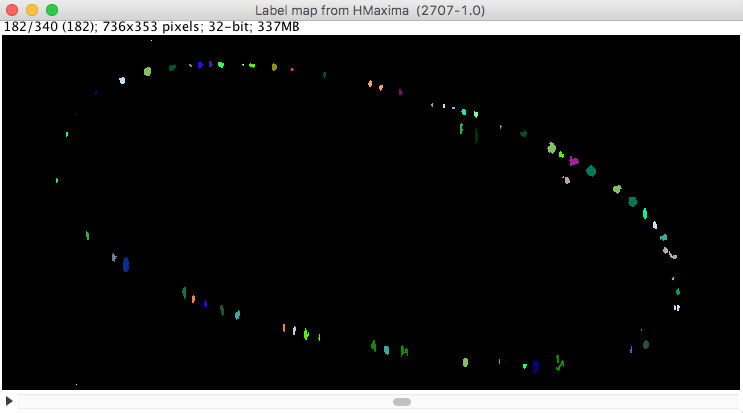 Label map from HMaxima (2707-1.0)
182/340 (182); 736x353 pixels; 32-bit; 337MB